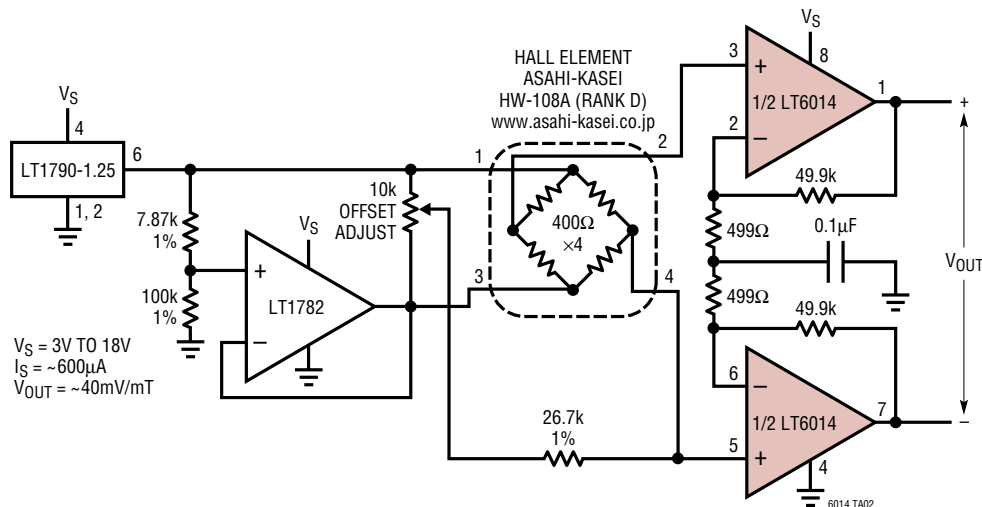 HALL ELEMENT
ASAHI-KASEI
HW-108A (RANK D)
www.asahi-kasei.co.jp
VS
4
LT1790-1.25
6
1, 2
7.87k
1%
100k
1%
VS
+
−
LT1782
10k
OFFSET
ADJUST
1
2
3
4
400Ω
×4
26.7k
1%
VS
8
3
+
2
−
1/2 LT6014
1
49.9k
499Ω
0.1µF
499Ω
49.9k
6
−
5
+
1/2 LT6014
7
4
+
VOUT
−
VS = 3V TO 18V
IS = ~600µA
VOUT = ~40mV/mT
6014 TA02